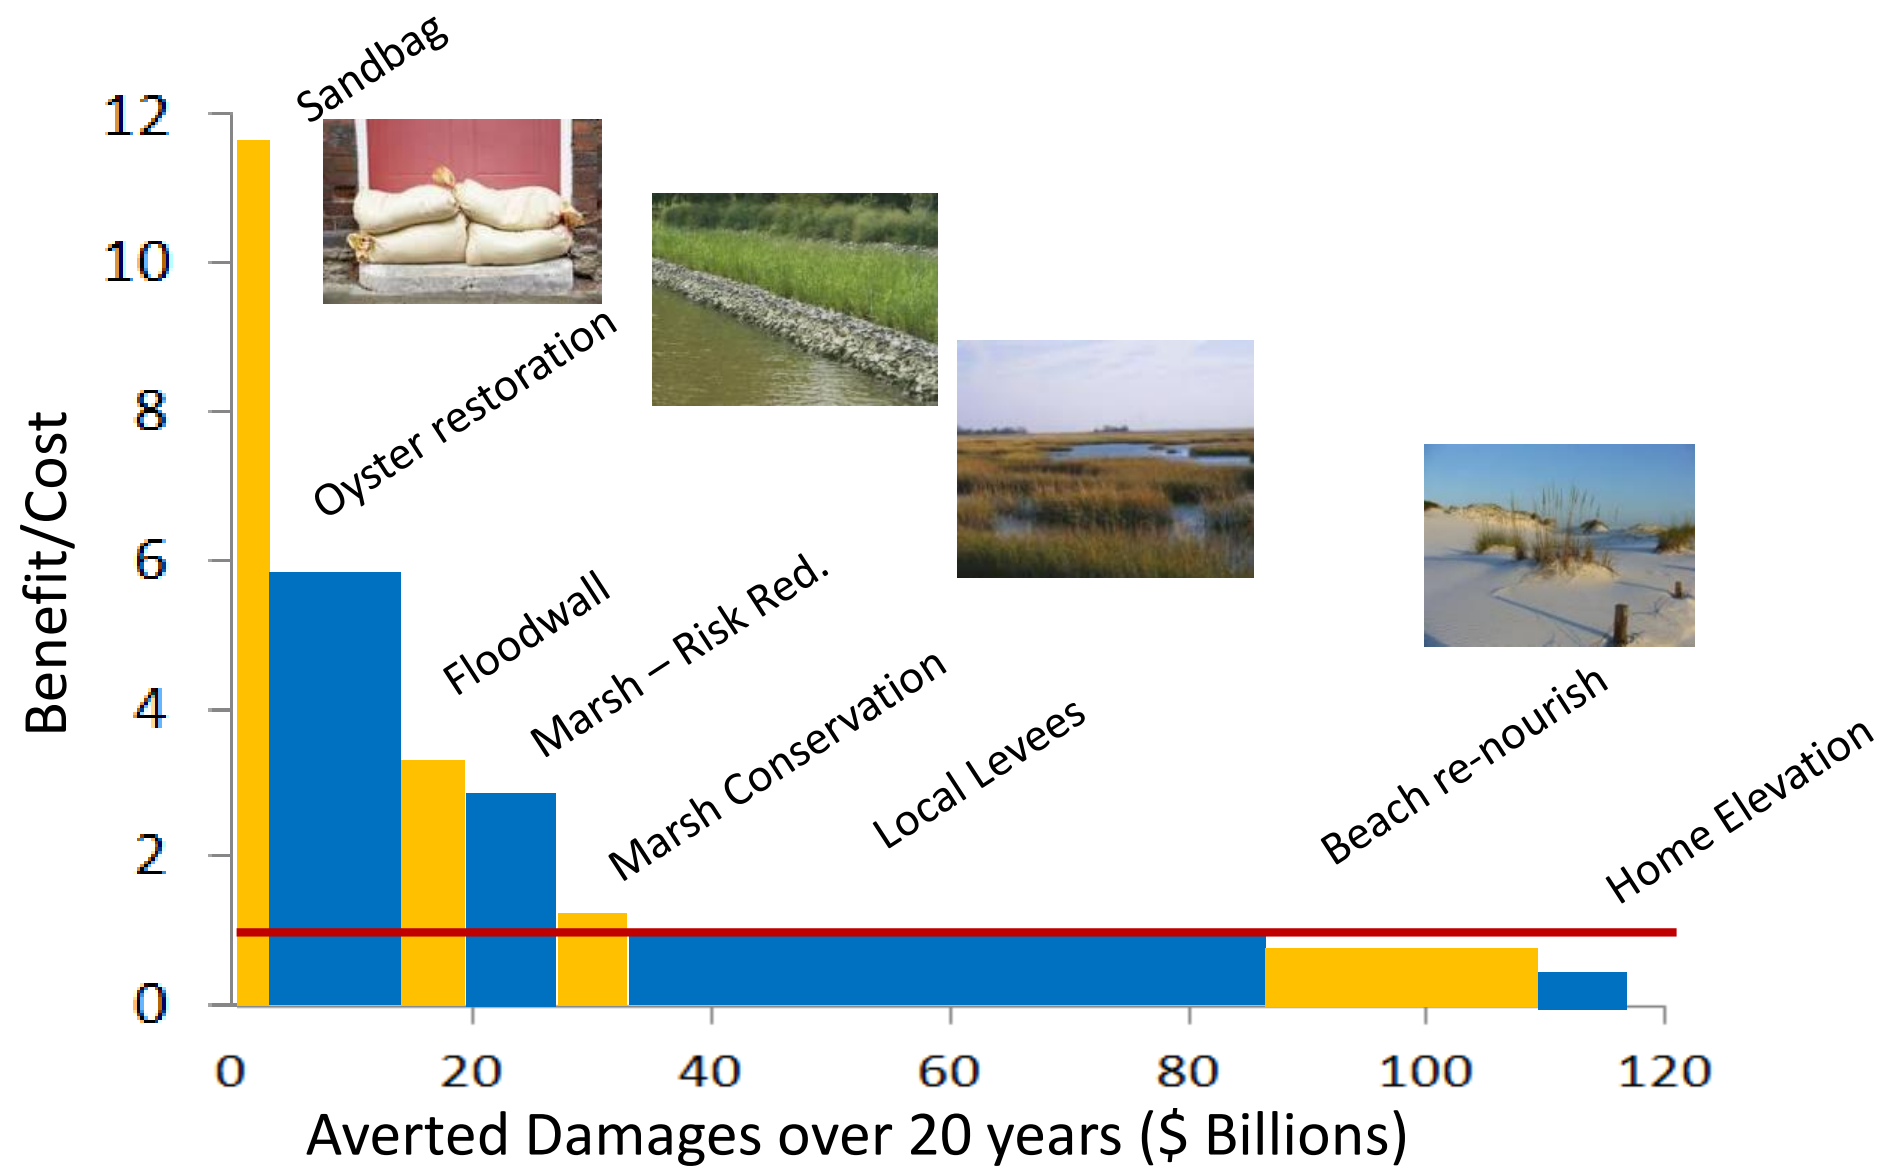 Sandbag
Oyster restoration
Floodwall
Marsh – Risk Red.
Marsh Conservation
Local Levees
Beach re-nourish
Home Elevation
Benefit/Cost
12
10
8
6
4
2
0
0 20 40 60 80 100 120
Averted Damages over 20 years ($ Billions)